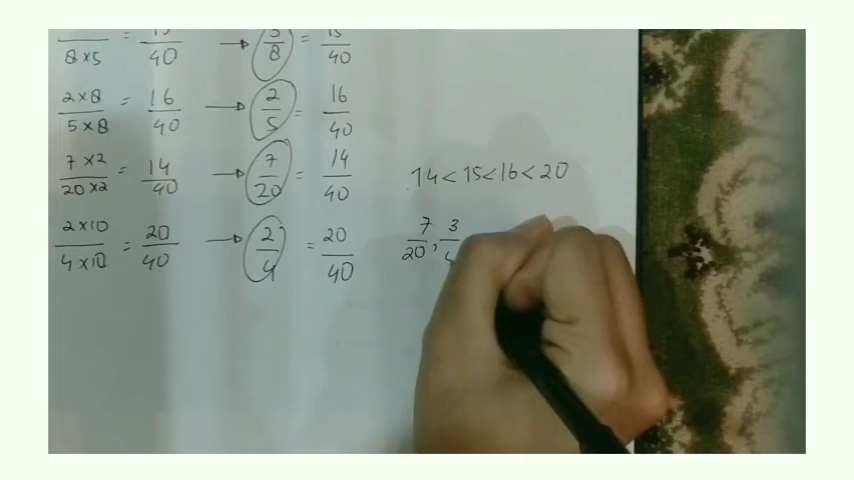 8×5 = 15/40 → 3/8 = 15/40
2×8/5×8 = 16/40 → 2/5 = 16/40
7×2/20×2 = 14/40 → 7/20 = 14/40
14<15<16<20
2×10/4×10 = 20/40 → 2/4 = 20/40
7/20, 3